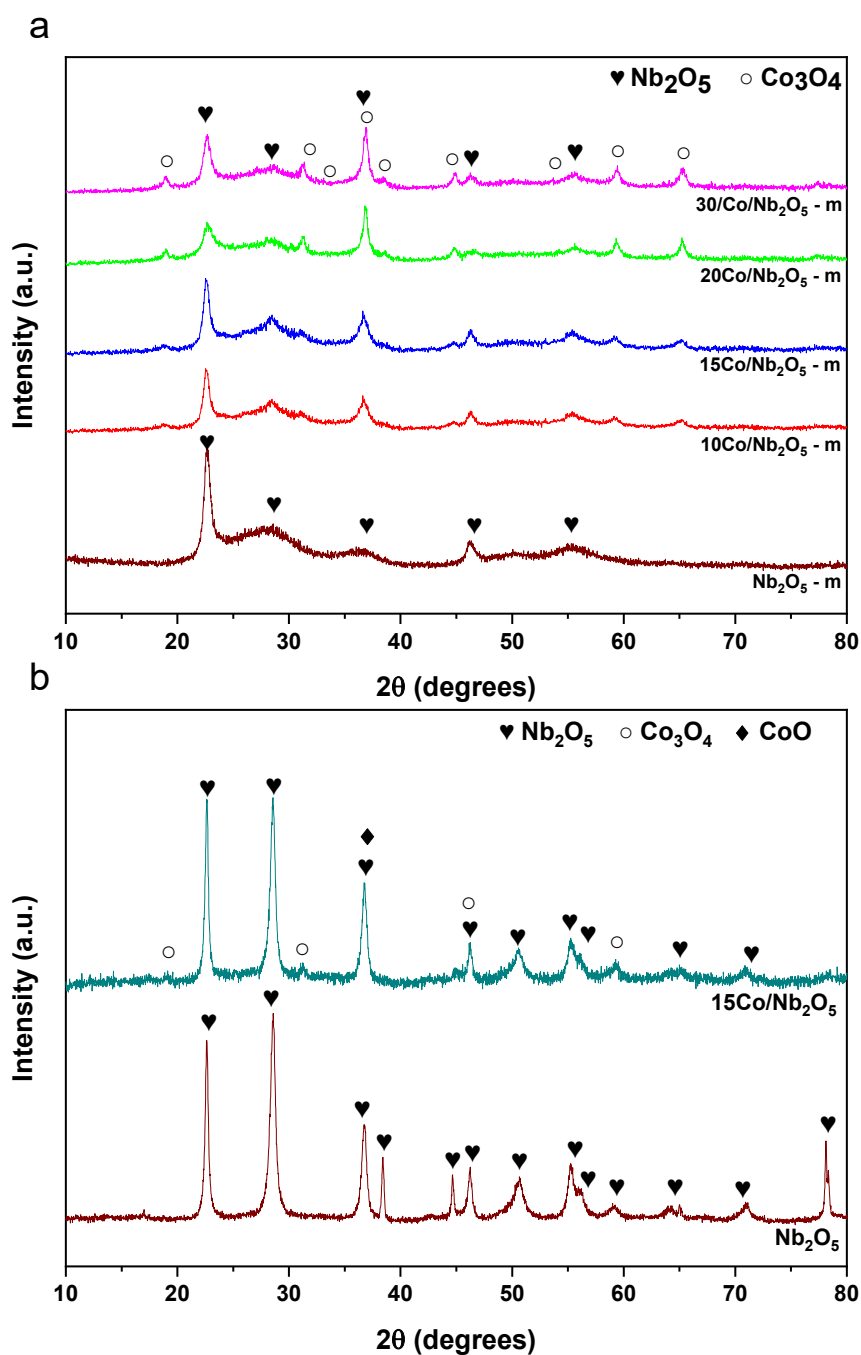 a
♥ Nb₂O₅ ○ Co₃O₄
30/Co/Nb₂O₅ - m
20Co/Nb₂O₅ - m
15Co/Nb₂O₅ - m
10Co/Nb₂O₅ - m
Nb₂O₅ - m
Intensity (a.u.)
10 20 30 40 50 60 70 80
2θ (degrees)
b
♥ Nb₂O₅ ○ Co₃O₄ ♦ CoO
15Co/Nb₂O₅
Nb₂O₅
Intensity (a.u.)
10 20 30 40 50 60 70 80
2θ (degrees)